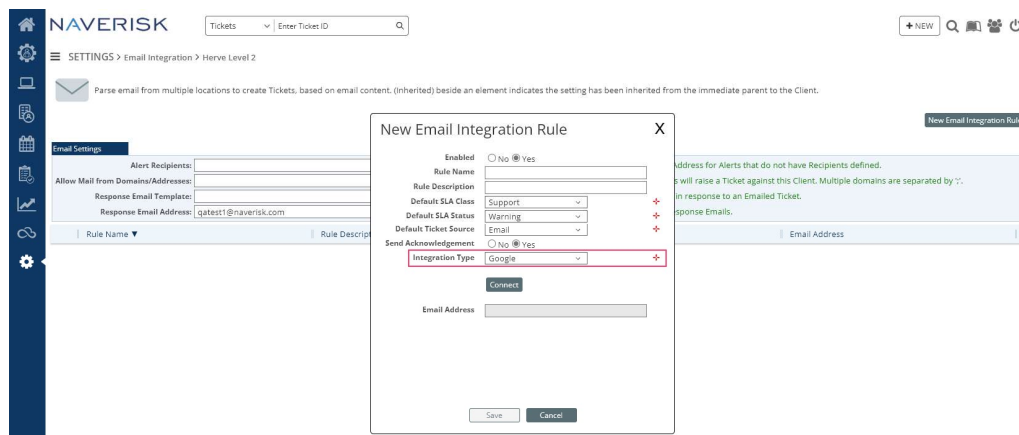 NAVERISK
Tickets
Enter Ticket ID
+ NEW
SETTINGS > Email Integration > Herve Level 2
Parse email from multiple locations to create Tickets, based on email content. (Inherited) beside an element indicates the setting has been inherited from the immediate parent to the Client.
New Email Integration Rule
Email Settings
Alert Recipients:
Address for Alerts that do not have Recipients defined.
Allow Mail from Domains/Addresses:
s will raise a Ticket against this Client. Multiple domains are separated by ';'.
Response Email Template:
in response to an Emailed Ticket.
Response Email Address: qatest1@naverisk.com
sponse Emails.
Rule Name ▼
Rule Descript
Email Address
New Email Integration Rule
X
Enabled No Yes
Rule Name
Rule Description
Default SLA Class Support
Default SLA Status Warning
Default Ticket Source Email
Send Acknowledgement No Yes
Integration Type Google
Connect
Email Address
Save Cancel